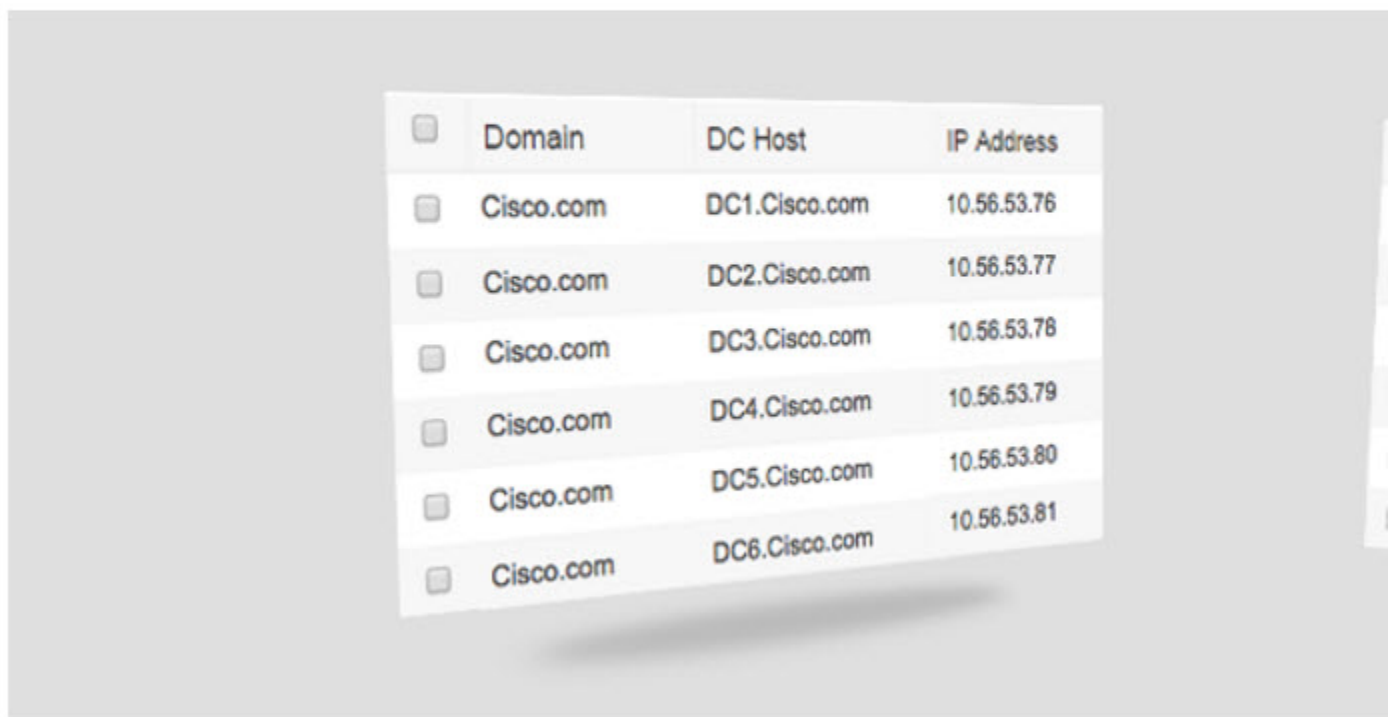 Domain DC Host IP Address
Cisco.com DC1.Cisco.com 10.56.53.76
Cisco.com DC2.Cisco.com 10.56.53.77
Cisco.com DC3.Cisco.com 10.56.53.78
Cisco.com DC4.Cisco.com 10.56.53.79
Cisco.com DC5.Cisco.com 10.56.53.80
Cisco.com DC6.Cisco.com 10.56.53.81